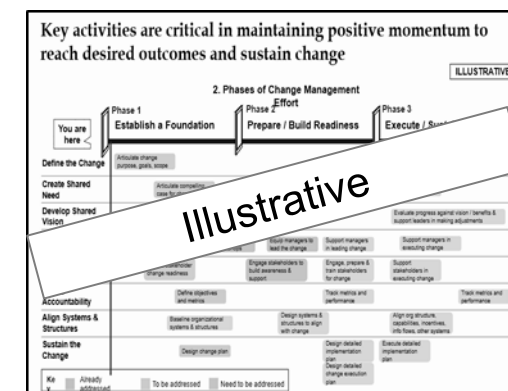 Key activities are critical in maintaining positive momentum to
reach desired outcomes and sustain change
ILLUSTRATIVE
2. Phases of Change Management
Effort
Phase 1
Phase 2
Phase 3
You are
here
Establish a Foundation
Prepare / Build Readiness
Execute /
Define the Change
Articulate change
purpose, goals, scope
Create Shared
Need
Articulate compelling
Develop Shared
Vision
Evaluate progress against vision / benefits &
support leaders in making adjustments
Illustrative
Equip managers to
lead the change
Support managers
in leading change
Support managers in
executing change
change readiness
Engage stakeholders to
build awareness &
support
Engage, prepare &
train stakeholders
for change
Support
stakeholders in
executing change
Accountability
Define objectives
and metrics
Track metrics and
performance
Track metrics and
performance
Align Systems &
Structures
Baseline organizational
systems & structures
Design systems &
structures to align
with change
Align org structure,
capabilities, incentives,
info flows, other systems
Sustain the
Change
Design change plan
Design detailed
implementation
plan
Design detailed
change execution
plan
Execute detailed
implementation
plan
Ke
y
Already
addressed
To be addressed
Need to be addressed